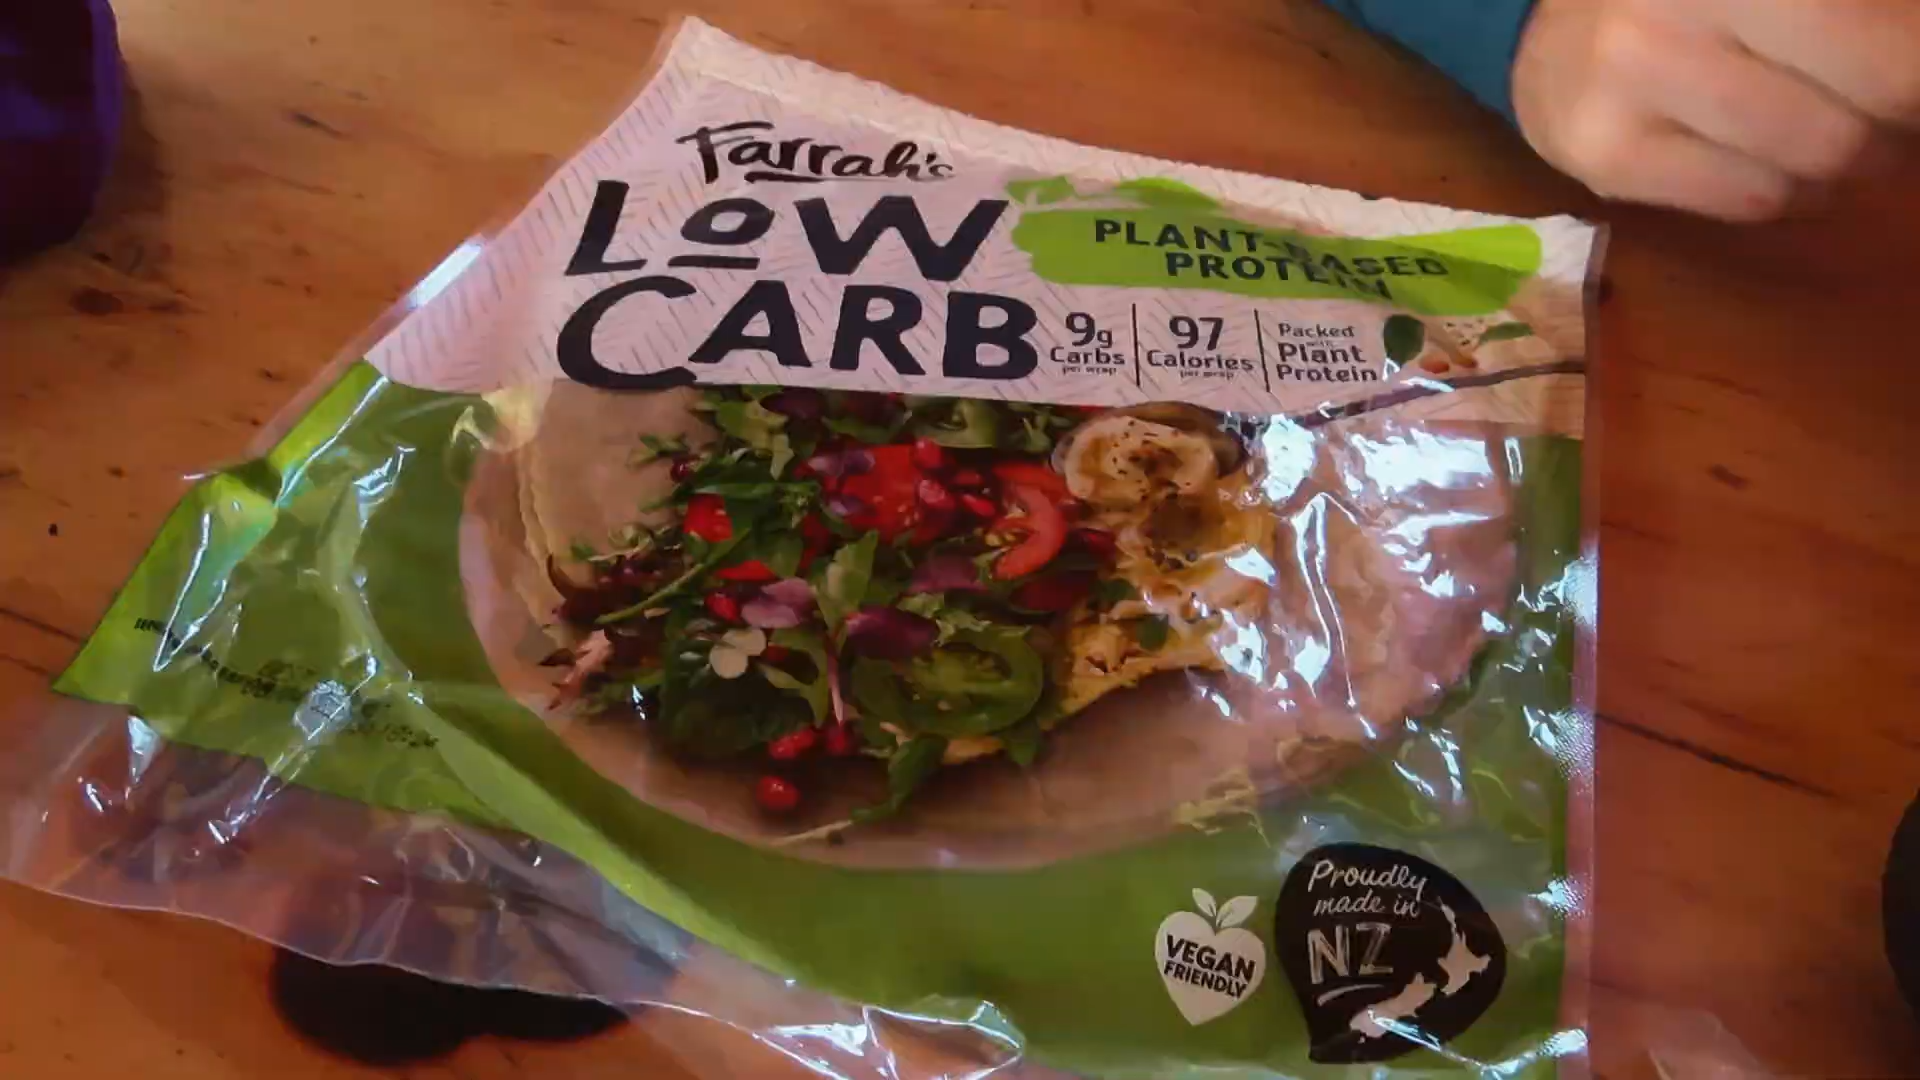 Farrah's
LOW
CARB
PLANT-BASED
PROTEIN
9g
Carbs
per wrap
97
Calories
per wrap
Packed
with
Plant
Protein
VEGAN
FRIENDLY
Proudly
made in
NZ